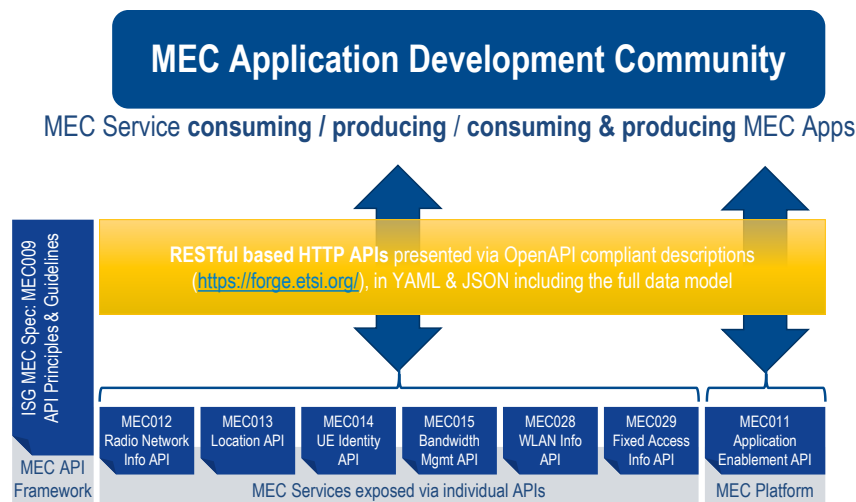 MEC Application Development Community
MEC Service consuming / producing / consuming & producing MEC Apps
RESTful based HTTP APIs presented via OpenAPI compliant descriptions
(https://forge.etsi.org/), in YAML & JSON including the full data model
ISG MEC Spec: MEC009
API Principles & Guidelines
MEC012
Radio Network
Info API
MEC013
Location API
MEC014
UE Identity
API
MEC015
Bandwidth
Mgmt API
MEC028
WLAN Info
API
MEC029
Fixed Access
Info API
MEC011
Application
Enablement API
MEC API
Framework
MEC Services exposed via individual APIs
MEC Platform